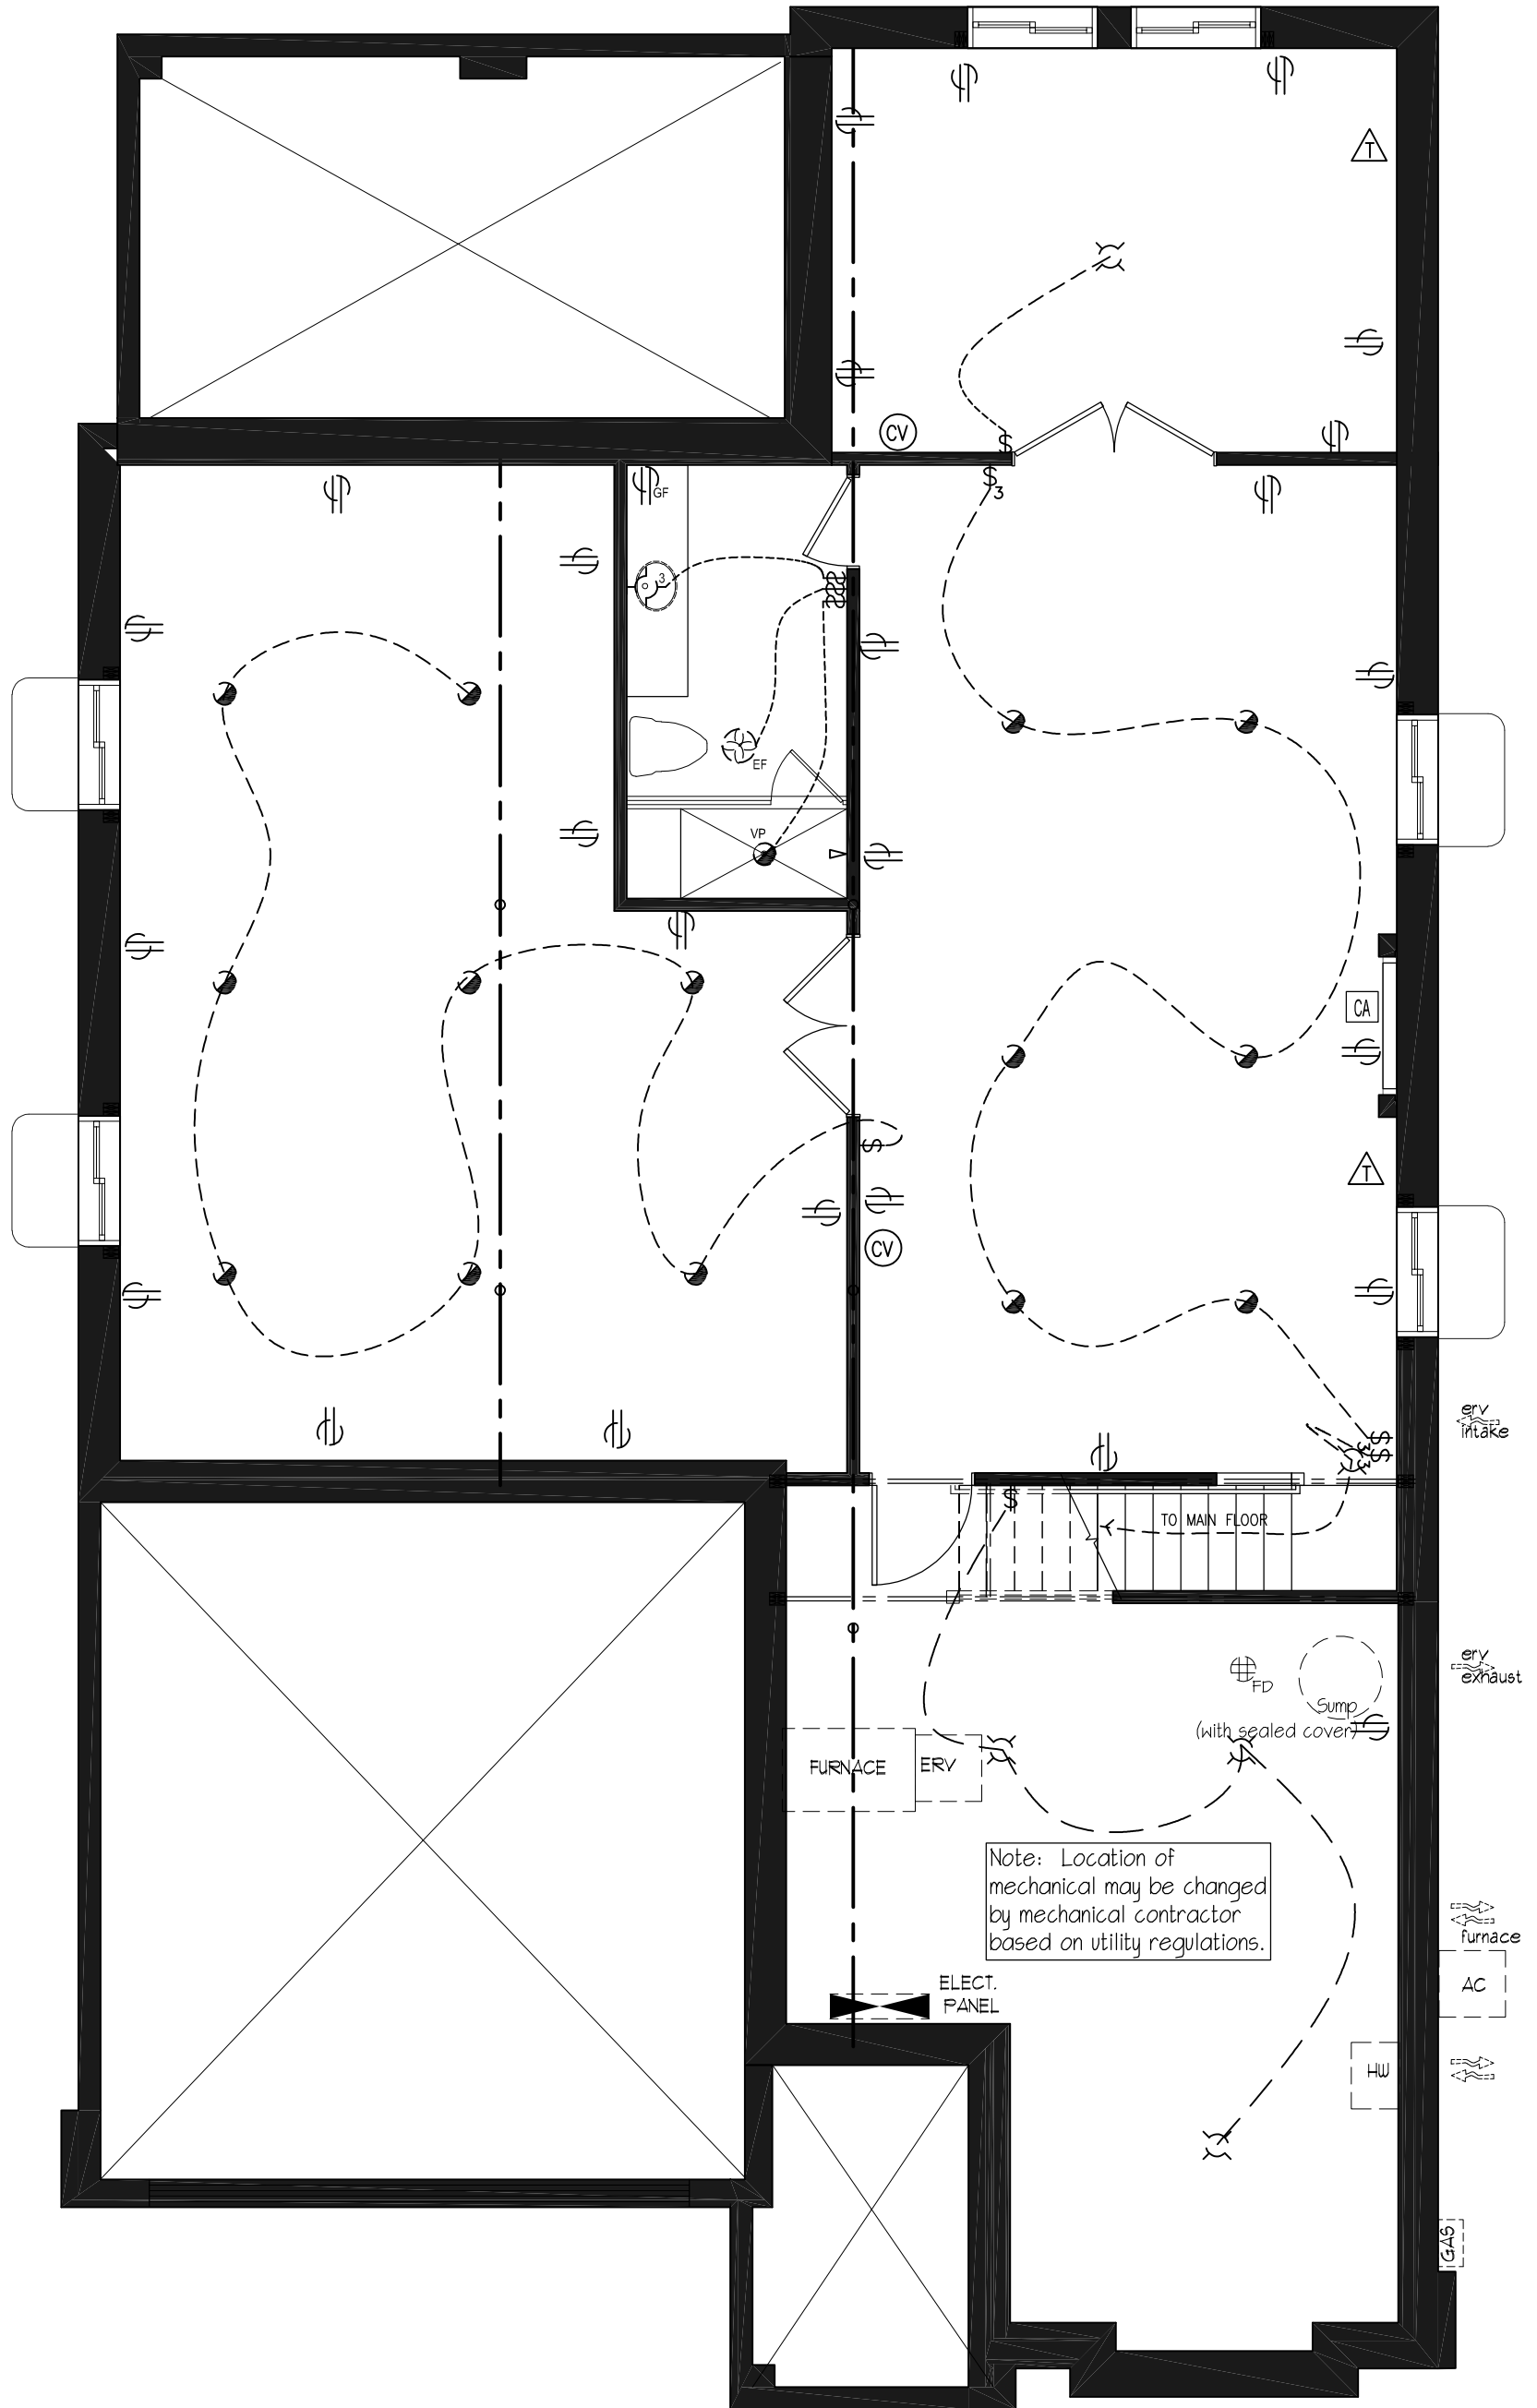 T
CV
$
$3
GF
3
EF
VP
CA
$
T
CV
erv
intake
$$
3 3
$
TO MAIN FLOOR
erv
exhaust
FD
Sump
(with sealed cover)
FURNACE
ERV
Note: Location of
mechanical may be changed
by mechanical contractor
based on utility regulations.
furnace
ELECT.
PANEL
AC
HW
GAS